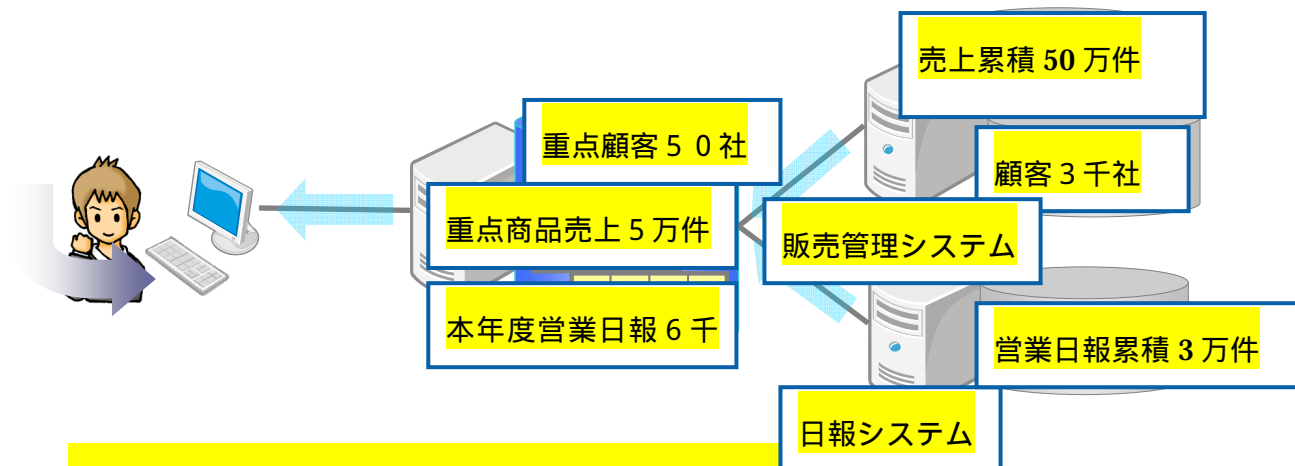 売上累積 50 万件
顧客３千社
重点顧客５０社
重点商品売上５万件
販売管理システム
本年度営業日報６千
営業日報累積 3 万件
日報システム